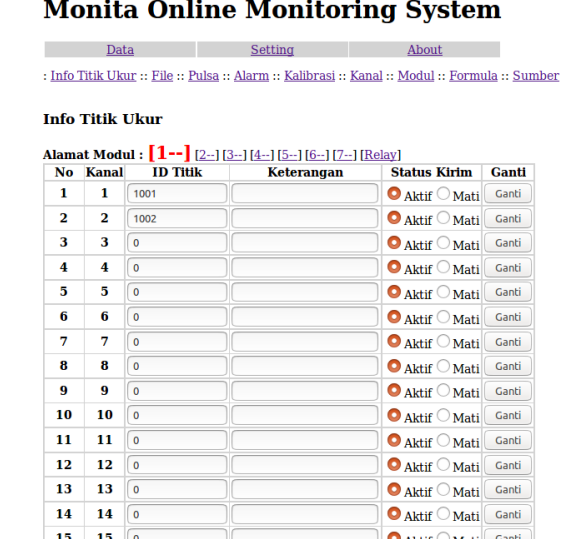 Monita Online Monitoring System
Data Setting About
: Info Titik Ukur :: File :: Pulsa :: Alarm :: Kalibrasi :: Kanal :: Modul :: Formula :: Sumber
Info Titik Ukur
Alamat Modul : [1--] [2--] [3--] [4--] [5--] [6--] [7--] [Relay]
No Kanal ID Titik Keterangan Status Kirim Ganti
1 1 1001 Aktif Mati Ganti
2 2 1002 Aktif Mati Ganti
3 3 0 Aktif Mati Ganti
4 4 0 Aktif Mati Ganti
5 5 0 Aktif Mati Ganti
6 6 0 Aktif Mati Ganti
7 7 0 Aktif Mati Ganti
8 8 0 Aktif Mati Ganti
9 9 0 Aktif Mati Ganti
10 10 0 Aktif Mati Ganti
11 11 0 Aktif Mati Ganti
12 12 0 Aktif Mati Ganti
13 13 0 Aktif Mati Ganti
14 14 0 Aktif Mati Ganti
15 15 0 Aktif Mati Ganti